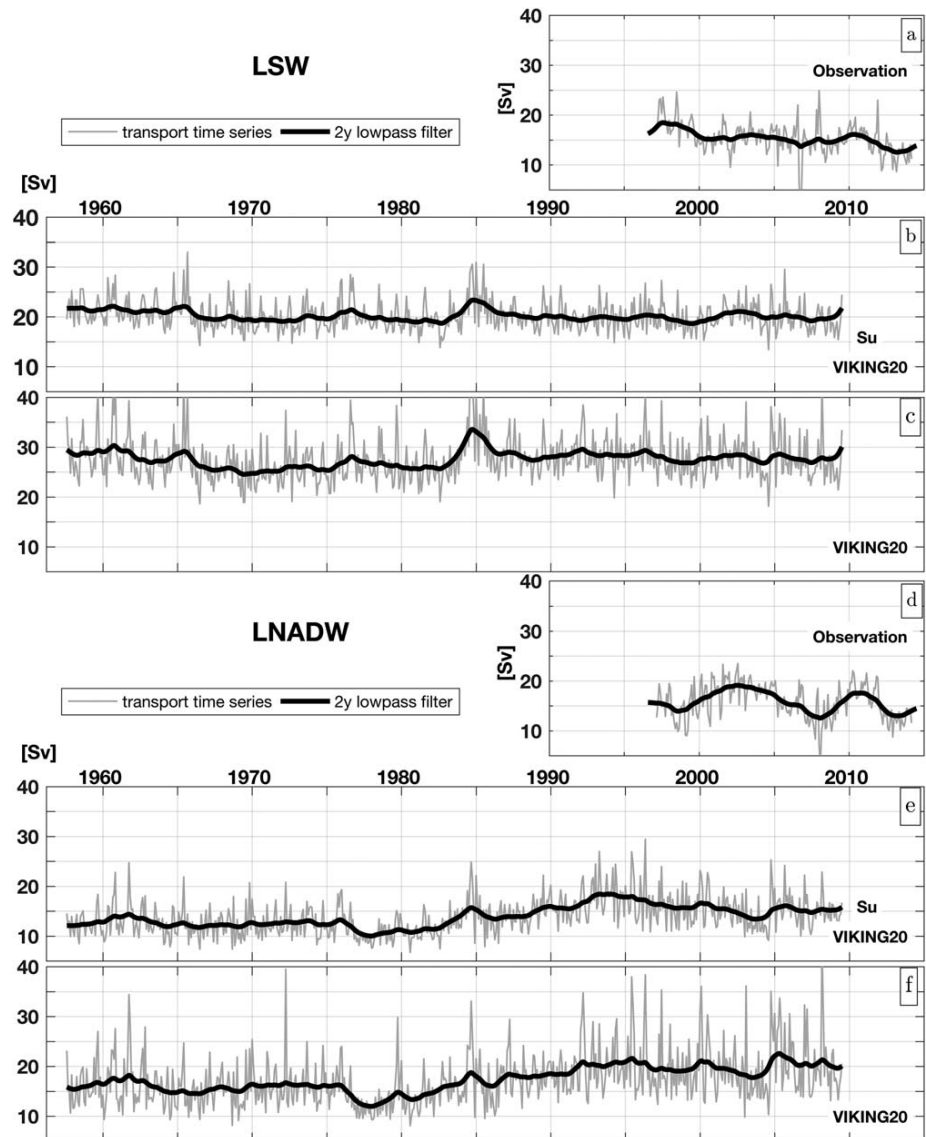 a
40
LSW
[Sv]
30
Observation
20
transport time series 2y lowpass filter
10
[Sv]
1960 1970 1980 1990 2000 2010
40
b
30
20
Su
10
VIKING20
40
c
30
20
10
VIKING20
40
d
LNADW
[Sv]
30
Observation
20
transport time series 2y lowpass filter
10
[Sv]
1960 1970 1980 1990 2000 2010
40
e
30
20
Su
10
VIKING20
40
f
30
20
10
VIKING20